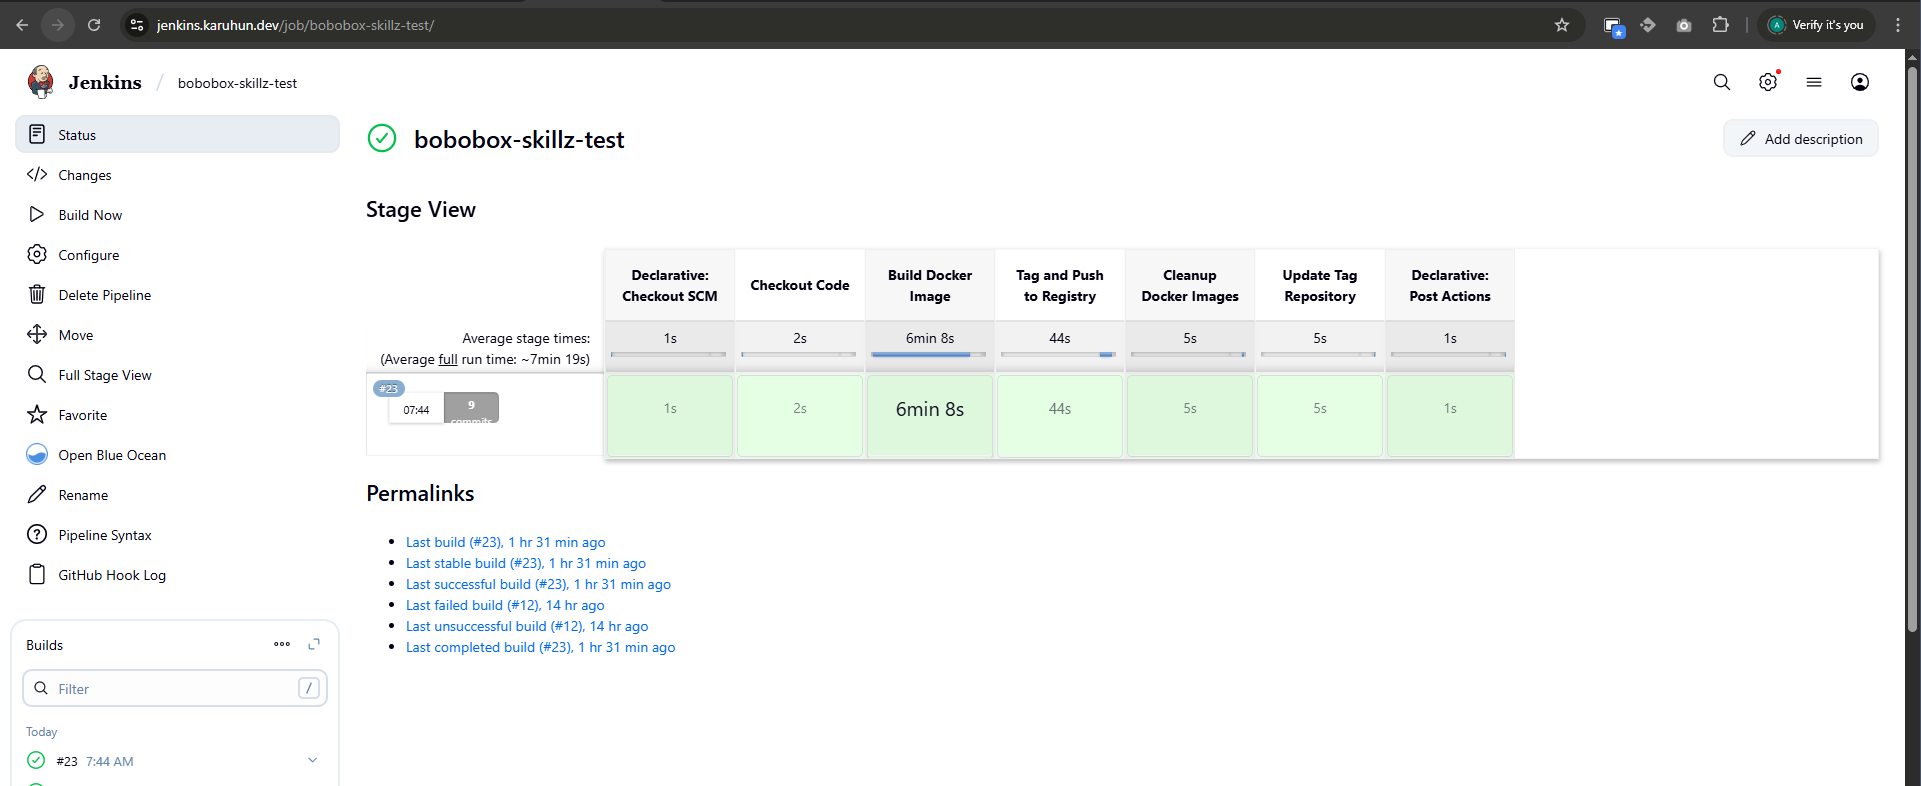 jenkins.karuhun.dev/job/bobobox-skillz-test/
A
Verify it's you
Jenkins
/
bobobox-skillz-test
Status
Changes
Build Now
Configure
Delete Pipeline
Move
Full Stage View
Favorite
Open Blue Ocean
Rename
Pipeline Syntax
GitHub Hook Log
Builds
Filter
/
Today
#23 7:44 AM
bobobox-skillz-test
Add description
Stage View
Declarative:
Checkout SCM
Checkout Code
Build Docker
Image
Tag and Push
to Registry
Cleanup
Docker Images
Update Tag
Repository
Declarative:
Post Actions
Average stage times:
(Average full run time: ~7min 19s)
1s
2s
6min 8s
44s
5s
5s
1s
#23
07:44
9
commits
1s
2s
6min 8s
44s
5s
5s
1s
Permalinks
Last build (#23), 1 hr 31 min ago
Last stable build (#23), 1 hr 31 min ago
Last successful build (#23), 1 hr 31 min ago
Last failed build (#12), 14 hr ago
Last unsuccessful build (#12), 14 hr ago
Last completed build (#23), 1 hr 31 min ago